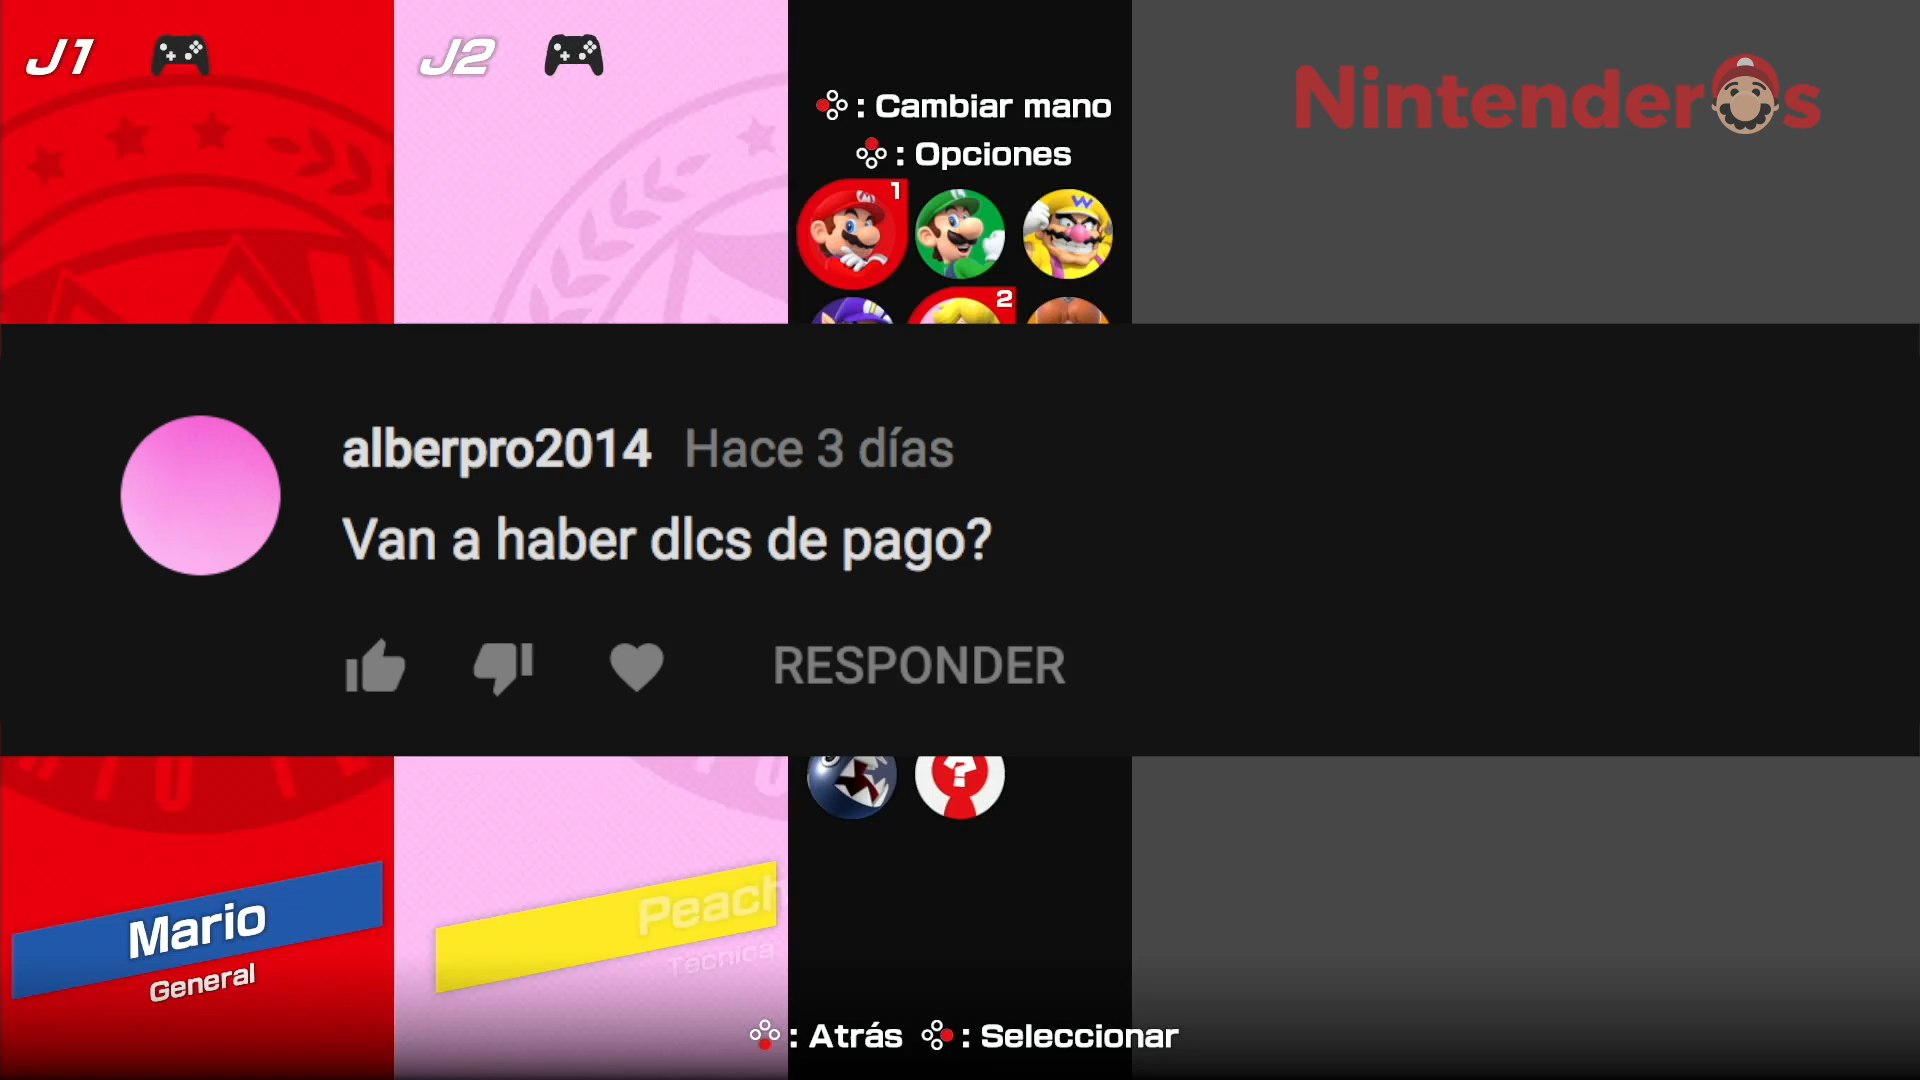 J1
J2
: Cambiar mano
: Opciones
Nintenderos
1
W
2
alberpro2014 Hace 3 días
Van a haber dlcs de pago?
RESPONDER
?
Mario
General
Peach
Técnica
: Atrás : Seleccionar